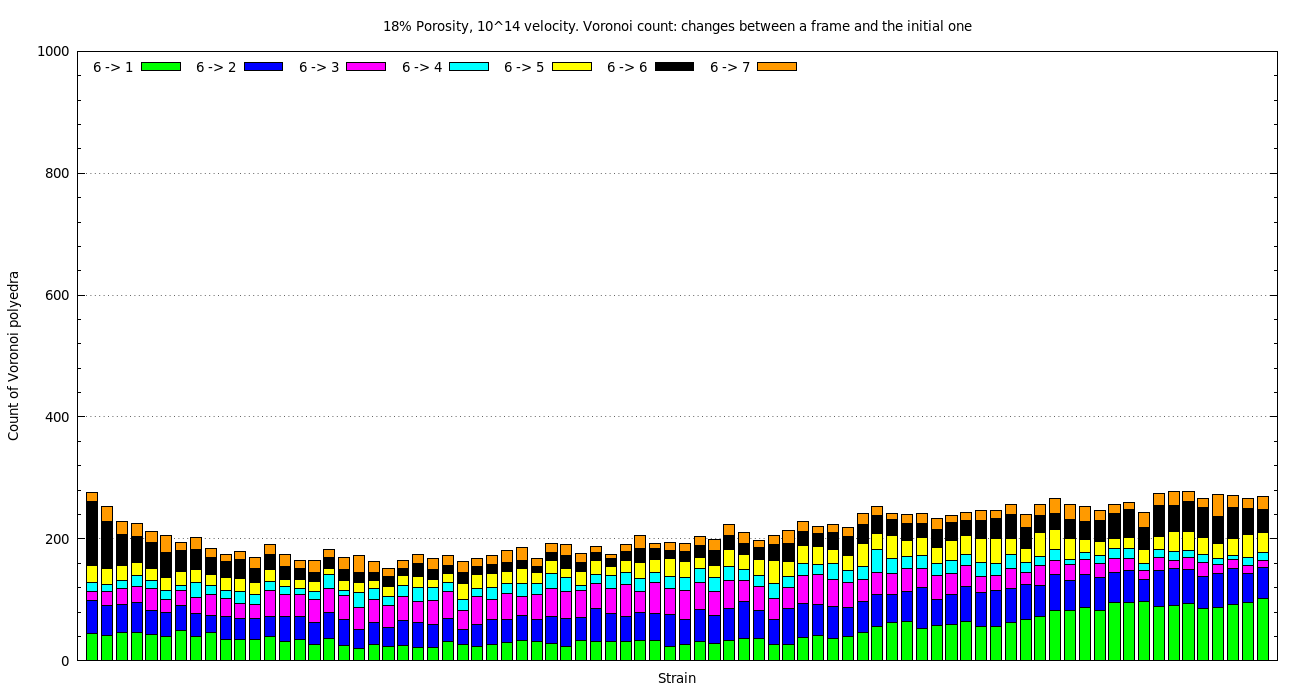 18% Porosity, 10^14 velocity. Voronoi count: changes between a frame and the initial one
1000
6 -> 1 6 -> 2 6 -> 3 6 -> 4 6 -> 5 6 -> 6 6 -> 7
800
600
400
200
0
Count of Voronoi polyedra
Strain